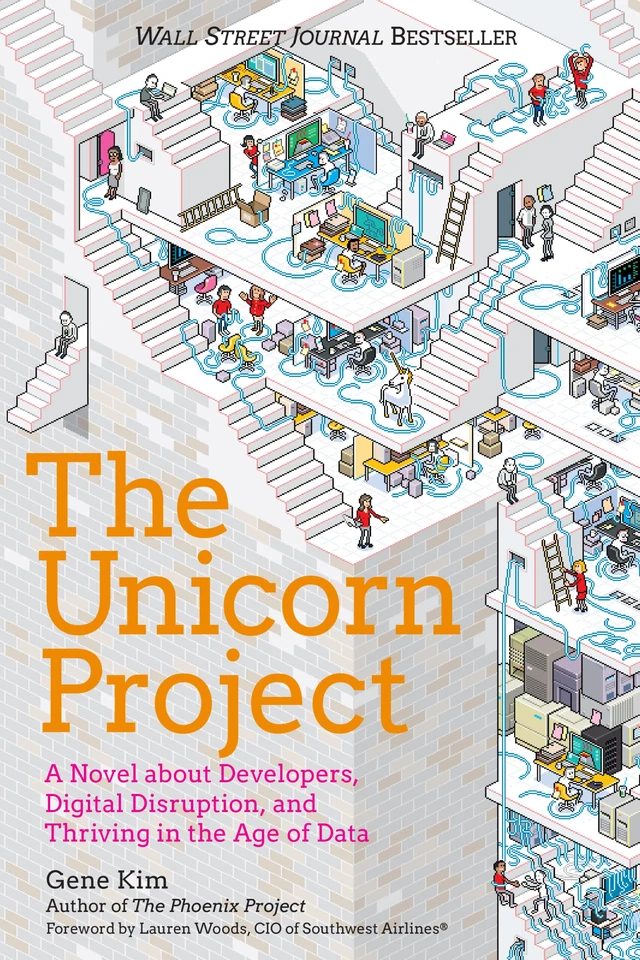 WALL STREET JOURNAL BESTSELLER
The
Unicorn
Project
A Novel about Developers,
Digital Disruption, and
Thriving in the Age of Data
Gene Kim
Author of The Phoenix Project
Foreword by Lauren Woods, CIO of Southwest Airlines®